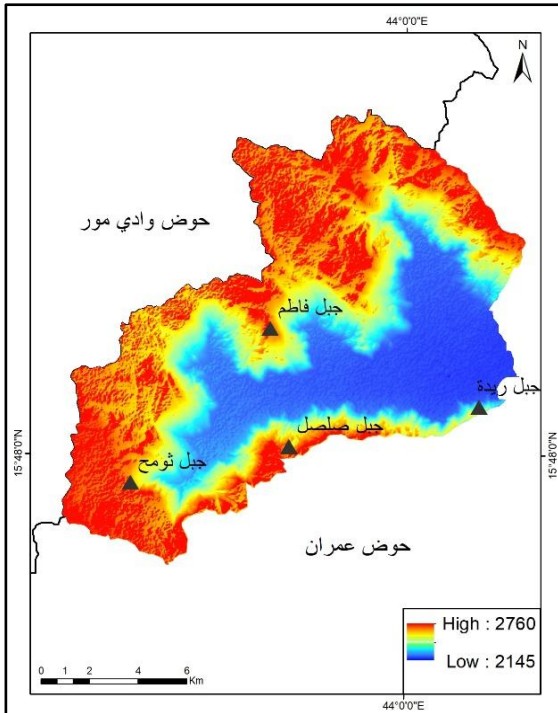 44°0'0"E
N
حوض وادي مور
جبل فاطم
جبل ريدة
جبل صلصل
جبل ثومح
15°48'0"N
15°48'0"N
حوض عمران
High : 2760
Low : 2145
0 1 2 4 6
Km
44°0'0"E